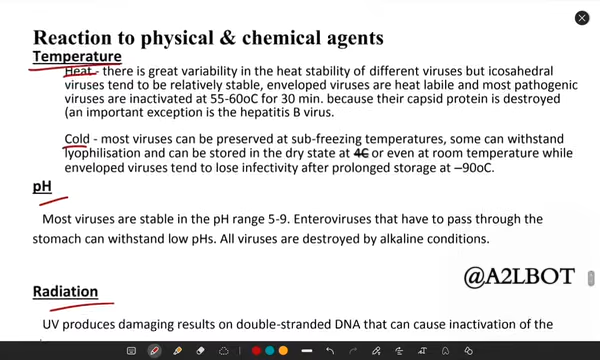 Reaction to physical & chemical agents
Temperature
Heat - there is great variability in the heat stability of different viruses but icosahedral
viruses tend to be relatively stable, enveloped viruses are heat labile and most pathogenic
viruses are inactivated at 55-60oC for 30 min. because their capsid protein is destroyed
(an important exception is the hepatitis B virus.
Cold - most viruses can be preserved at sub-freezing temperatures, some can withstand
lyophilisation and can be stored in the dry state at 4C or even at room temperature while
enveloped viruses tend to lose infectivity after prolonged storage at –90oC.
pH
Most viruses are stable in the pH range 5-9. Enteroviruses that have to pass through the
stomach can withstand low pHs. All viruses are destroyed by alkaline conditions.
@A2LBOT
Radiation
UV produces damaging results on double-stranded DNA that can cause inactivation of the